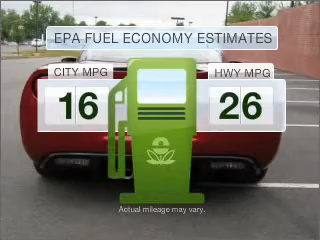 EPA FUEL ECONOMY ESTIMATES
CITY MPG
HWY MPG
16
26
Actual mileage may vary.